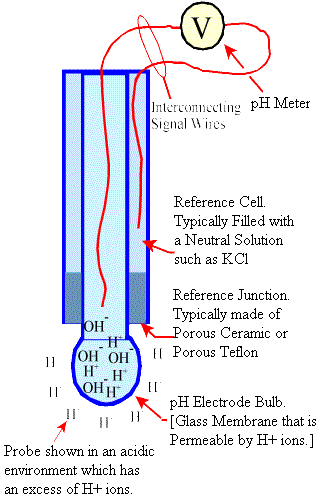 V
pH Meter
Interconnecting
Signal Wires
Reference Cell.
Typically Filled with
a Neutral Solution
such as KCl
Reference Junction.
Typically made of
Porous Ceramic or
Porous Teflon
OH-
H+
OH-
OH-
H+
H+
OH-
H+
pH Electrode Bulb.
[Glass Membrane that is
Permeable by H+ ions.]
Probe shown in an acidic
environment which has
an excess of H+ ions.